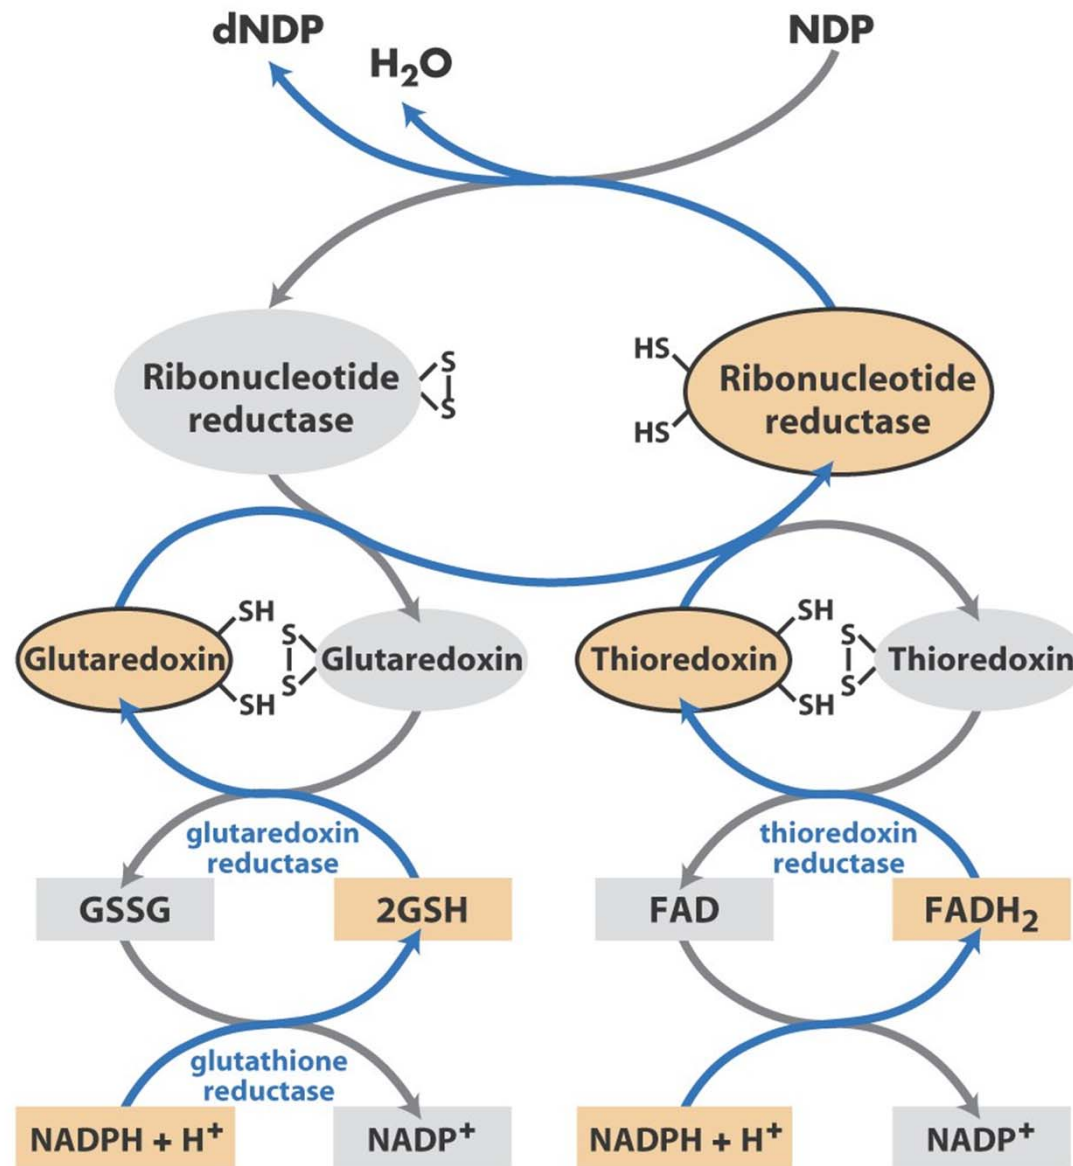 dNDP
NDP
H₂O
Ribonucleotide
reductase
S
S
HS
HS
Ribonucleotide
reductase
Glutaredoxin
SH
SH
S
S
Glutaredoxin
Thioredoxin
SH
SH
S
S
Thioredoxin
glutaredoxin
reductase
thioredoxin
reductase
GSSG
2GSH
FAD
FADH₂
glutathione
reductase
NADPH + H⁺
NADP⁺
NADPH + H⁺
NADP⁺